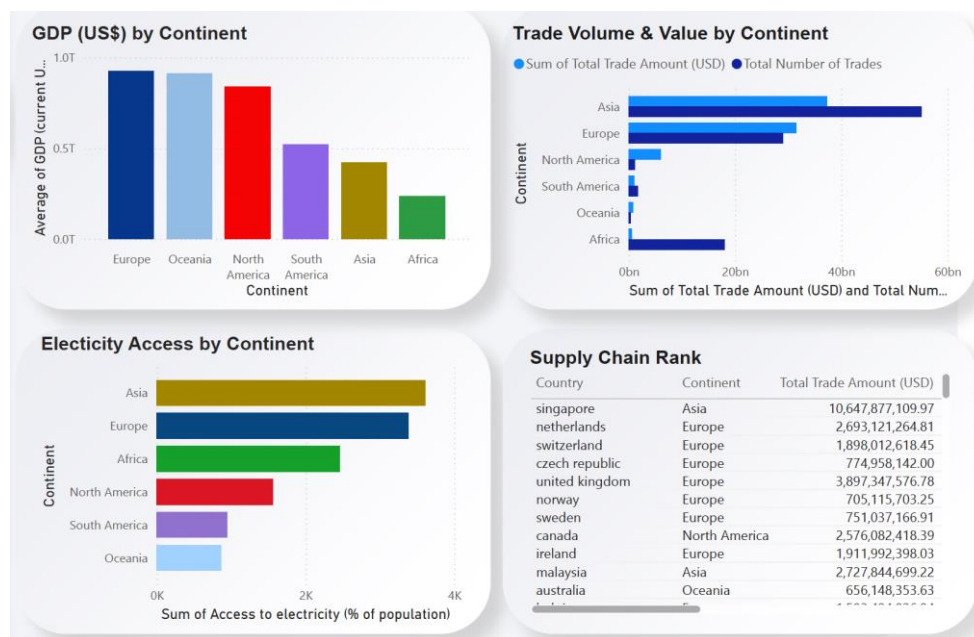 GDP (US$) by Continent
Average of GDP (current U...
1.0T
0.5T
0.0T
Europe
Oceania
North
America
South
America
Asia
Africa
Continent
Trade Volume & Value by Continent
Sum of Total Trade Amount (USD) Total Number of Trades
Continent
Asia
Europe
North America
South America
Oceania
Africa
0bn 20bn 40bn 60bn
Sum of Total Trade Amount (USD) and Total Num...
Electicity Access by Continent
Continent
Asia
Europe
Africa
North America
South America
Oceania
0K 2K 4K
Sum of Access to electricity (% of population)
Supply Chain Rank
Country Continent Total Trade Amount (USD)
singapore Asia 10,647,877,109.97
netherlands Europe 2,693,121,264.81
switzerland Europe 1,898,012,618.45
czech republic Europe 774,958,142.00
united kingdom Europe 3,897,347,576.78
norway Europe 705,115,703.25
sweden Europe 751,037,166.91
canada North America 2,576,082,418.39
ireland Europe 1,911,992,398.03
malaysia Asia 2,727,844,699.22
australia Oceania 656,148,353.63